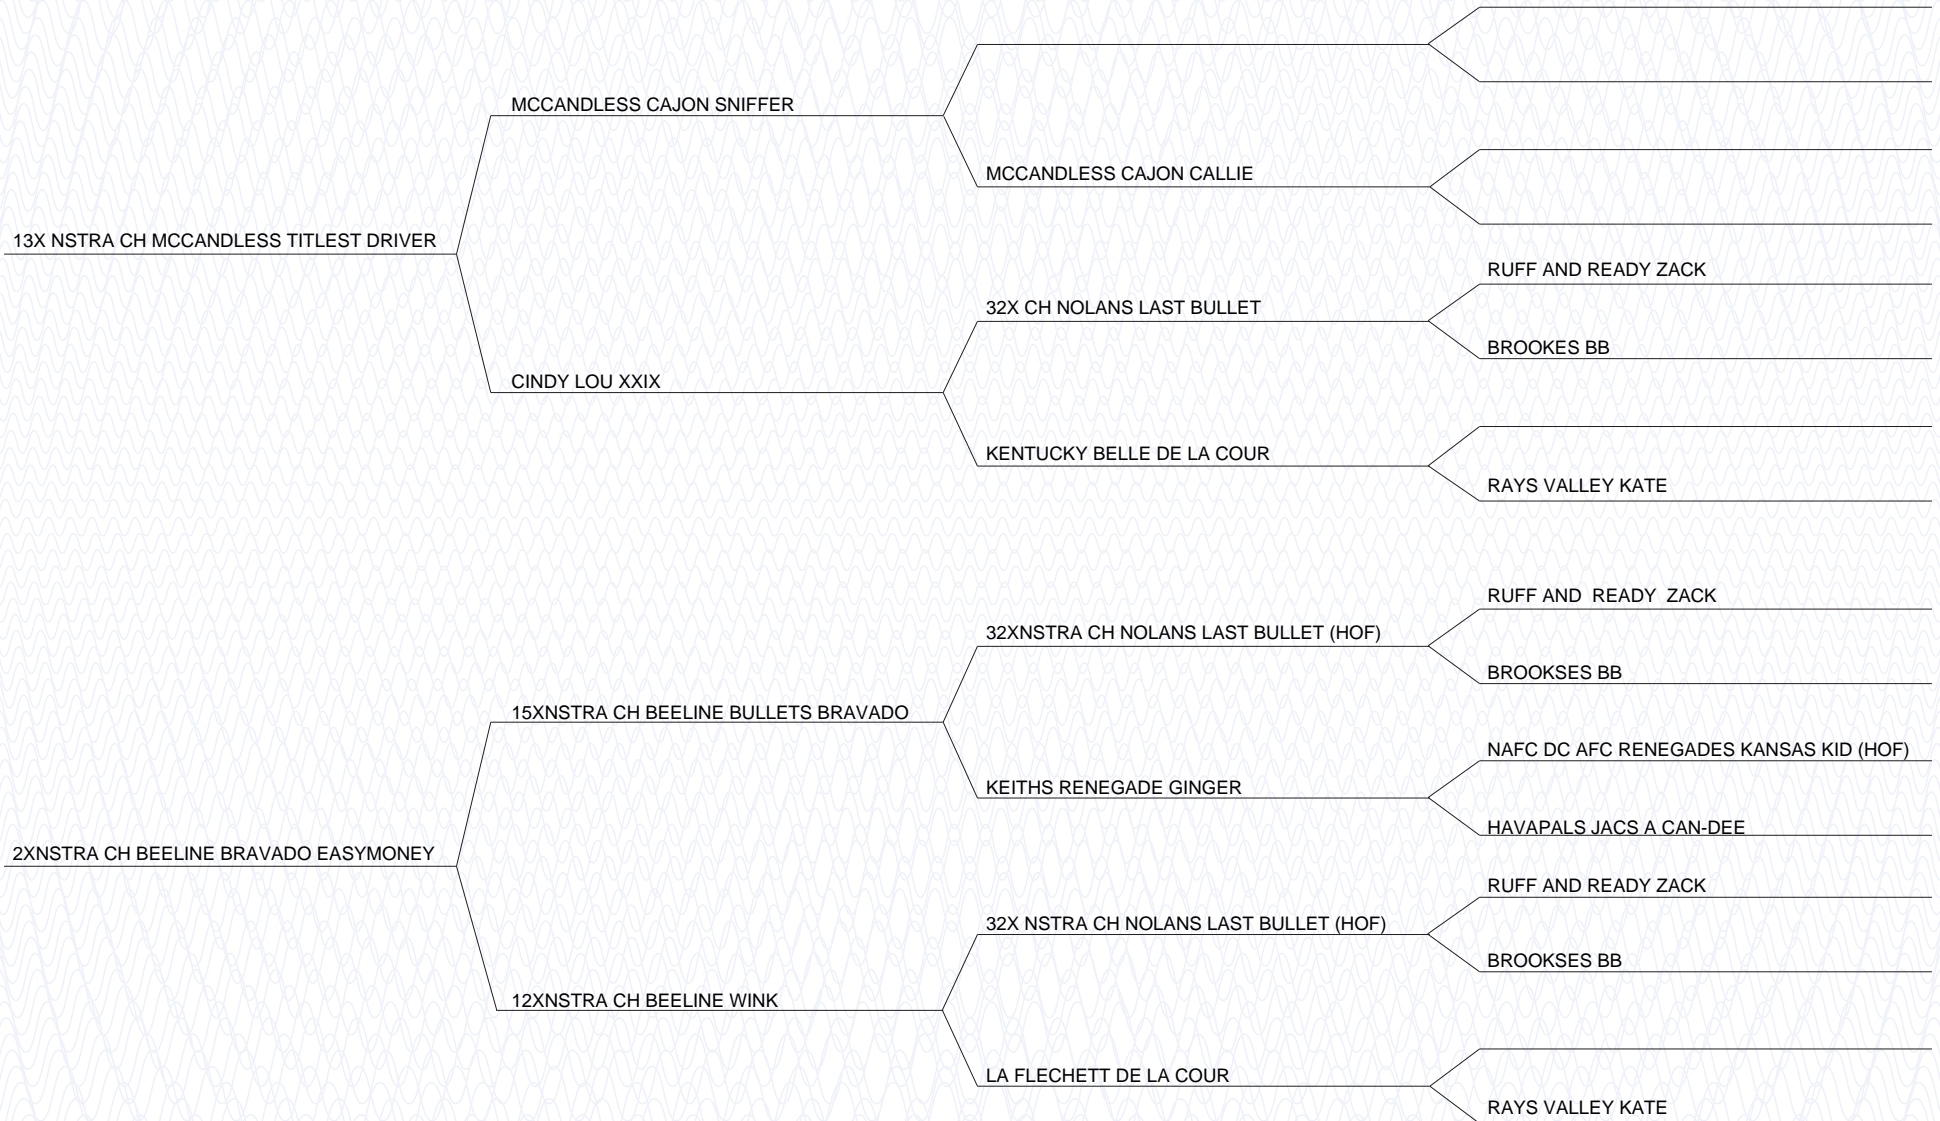 MCCANDLESS CAJON SNIFFER
MCCANDLESS CAJON CALLIE
13X NSTRA CH MCCANDLESS TITLEST DRIVER
RUFF AND READY ZACK
32X CH NOLANS LAST BULLET
BROOKES BB
CINDY LOU XXIX
KENTUCKY BELLE DE LA COUR
RAYS VALLEY KATE
RUFF AND  READY  ZACK
32XNSTRA CH NOLANS LAST BULLET (HOF)
BROOKSES BB
15XNSTRA CH BEELINE BULLETS BRAVADO
NAFC DC AFC RENEGADES KANSAS KID (HOF)
KEITHS RENEGADE GINGER
HAVAPALS JACS A CAN-DEE
2XNSTRA CH BEELINE BRAVADO EASYMONEY
RUFF AND READY ZACK
32X NSTRA CH NOLANS LAST BULLET (HOF)
BROOKSES BB
12XNSTRA CH BEELINE WINK
LA FLECHETT DE LA COUR
RAYS VALLEY KATE